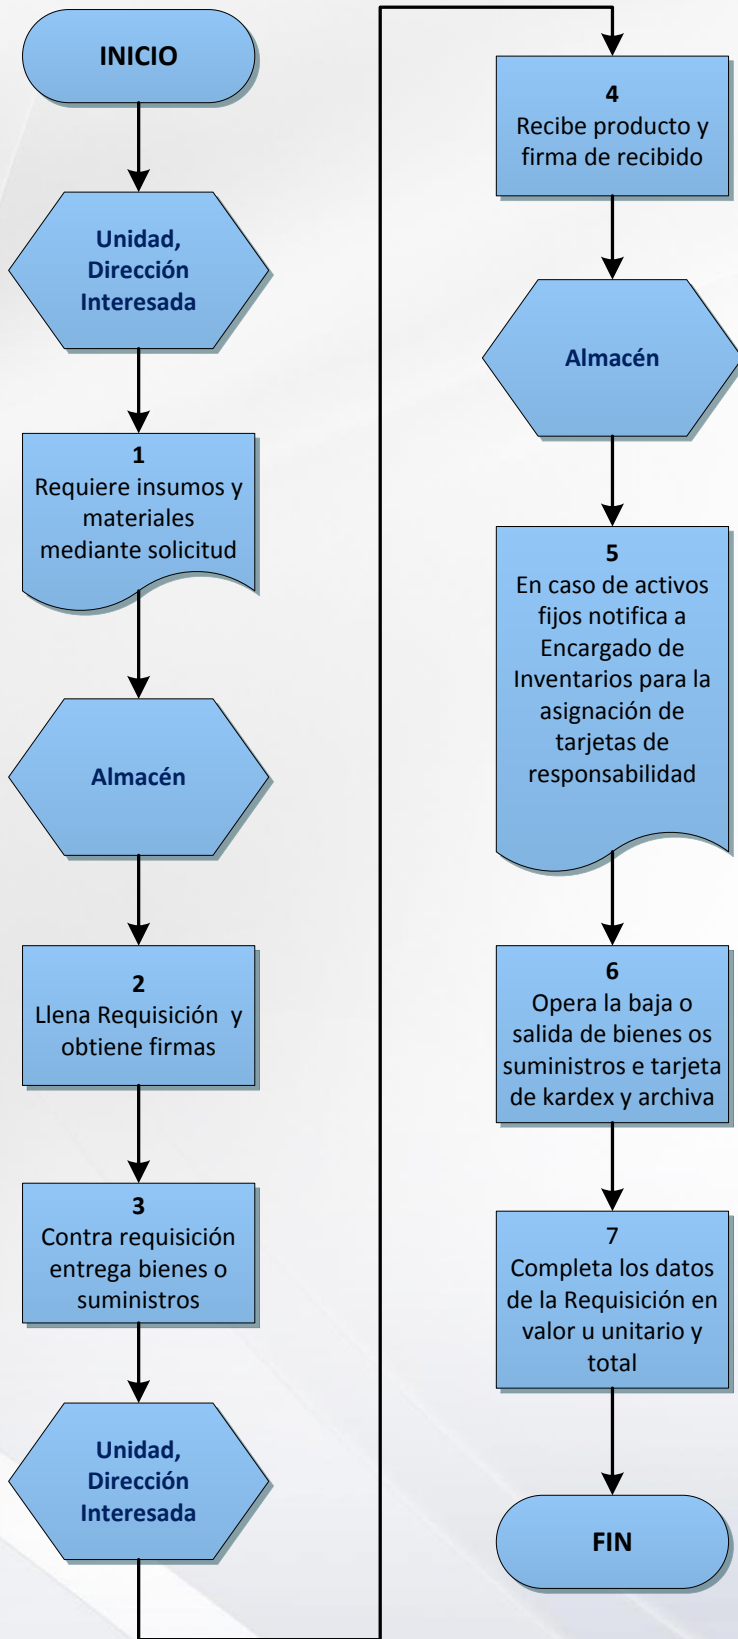 INICIO
Unidad,
Dirección
Interesada
1
Requiere insumos y
materiales
mediante solicitud
Almacén
2
Llena Requisición y
obtiene firmas
3
Contra requisición
entrega bienes o
suministros
Unidad,
Dirección
Interesada
4
Recibe producto y
firma de recibido
Almacén
5
En caso de activos
fijos notifica a
Encargado de
Inventarios para la
asignación de
tarjetas de
responsabilidad
6
Opera la baja o
salida de bienes os
suministros e tarjeta
de kardex y archiva
7
Completa los datos
de la Requisición en
valor u unitario y
total
FIN